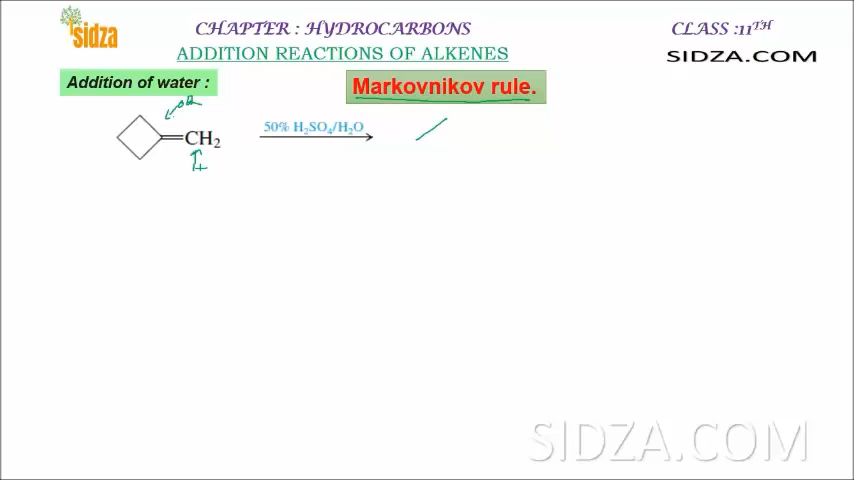 sidza
CHAPTER : HYDROCARBONS
CLASS :11TH
ADDITION REACTIONS OF ALKENES
SIDZA.COM
Addition of water :
Markovnikov rule.
OH
CH2
50% H2SO4/H2O
H
SIDZA.COM